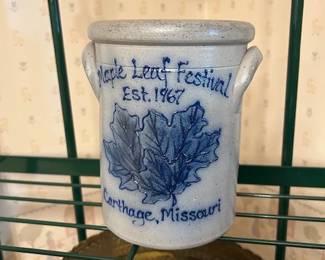 Maple Leaf Festival
Est. 1967
Carthage, Missouri